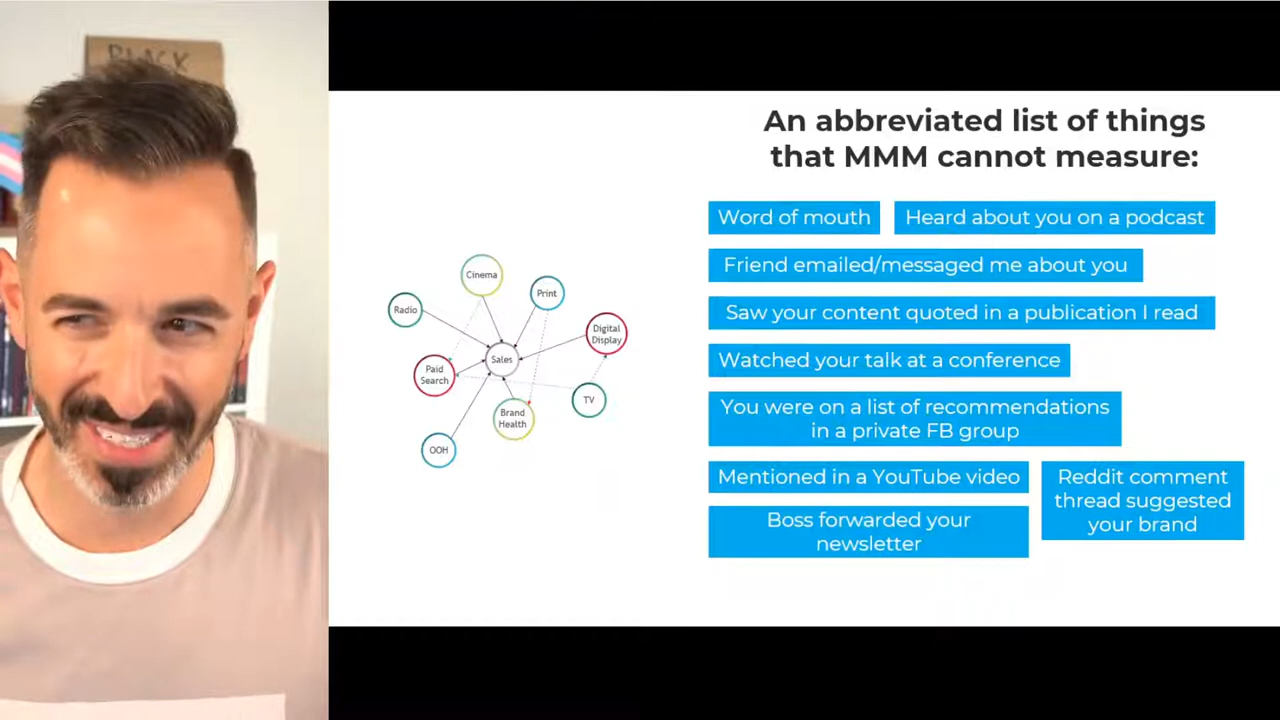 BLACK
An abbreviated list of things
that MMM cannot measure:
Word of mouth
Heard about you on a podcast
Friend emailed/messaged me about you
Saw your content quoted in a publication I read
Watched your talk at a conference
You were on a list of recommendations
in a private FB group
Mentioned in a YouTube video
Reddit comment
thread suggested
your brand
Boss forwarded your
newsletter
Cinema
Print
Radio
Digital
Display
Sales
Paid
Search
TV
Brand
Health
OOH